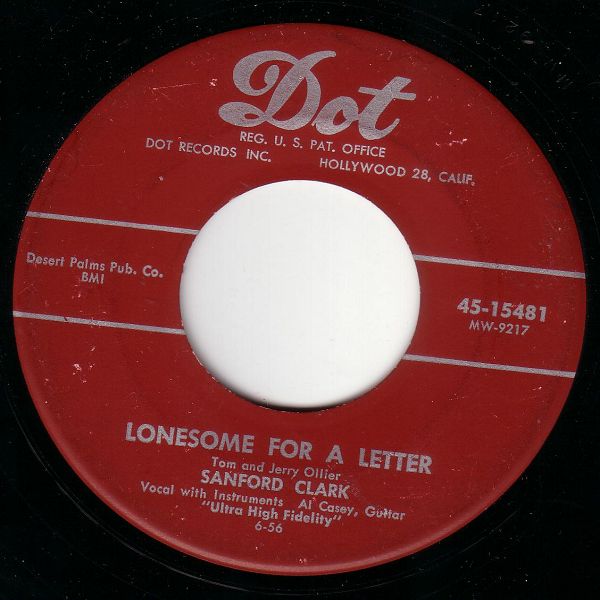 Dot
REG. U. S. PAT. OFFICE
DOT RECORDS INC. HOLLYWOOD 28, CALIF.
Desert Palms Pub. Co.
BMI
45-15481
MW-9217
LONESOME FOR A LETTER
Tom and Jerry Ollier
SANFORD CLARK
Vocal with Instruments Al Casey, Guitar
"Ultra High Fidelity"
6-56